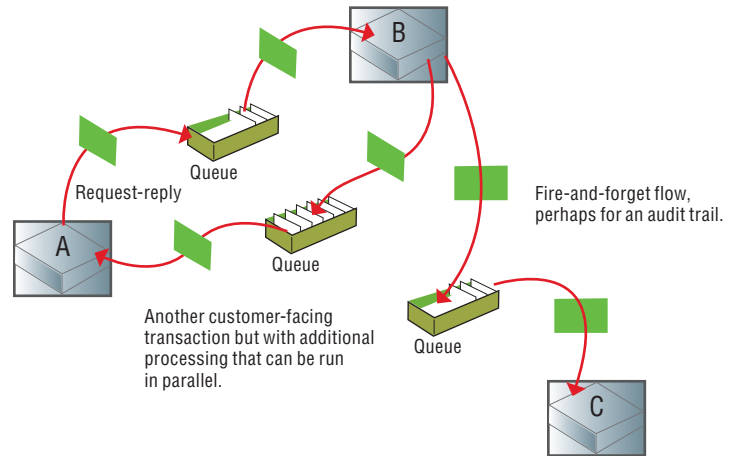 B
Queue
Request-reply
Fire-and-forget flow,
perhaps for an audit trail.
A
Queue
Another customer-facing
transaction but with additional
processing that can be run
in parallel.
Queue
C